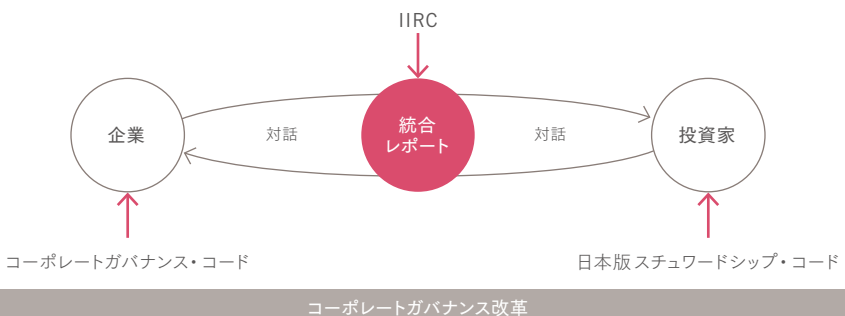 IIRC
企業
対話
統合
レポート
対話
投資家
コーポレートガバナンス・コード
日本版スチュワードシップ・コード
コーポレートガバナンス改革